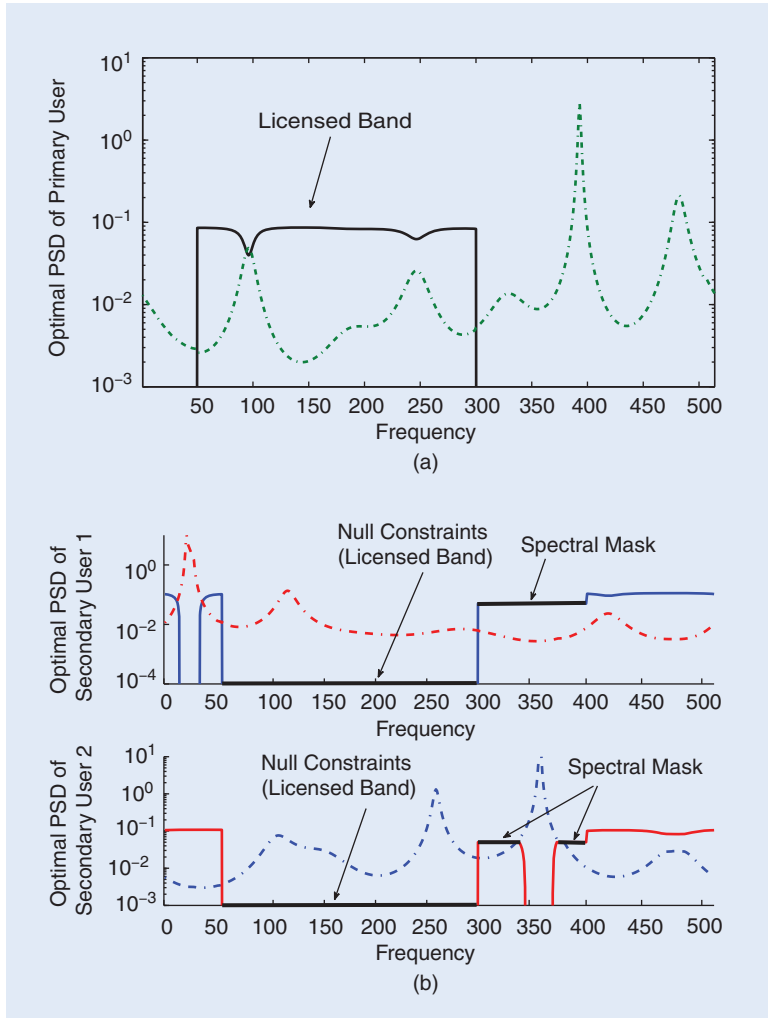 Optimal PSD of Primary User
10^1
10^0
10^−1
10^−2
10^−3
Licensed Band
50 100 150 200 250 300 350 400 450 500
Frequency
(a)
Optimal PSD of
Secondary User 1
10^0
10^−2
10^−4
Null Constraints
(Licensed Band)
Spectral Mask
0 50 100 150 200 250 300 350 400 450 500
Frequency
Optimal PSD of
Secondary User 2
10^1
10^0
10^−1
10^−2
10^−3
Null Constraints
(Licensed Band)
Spectral Mask
0 50 100 150 200 250 300 350 400 450 500
Frequency
(b)